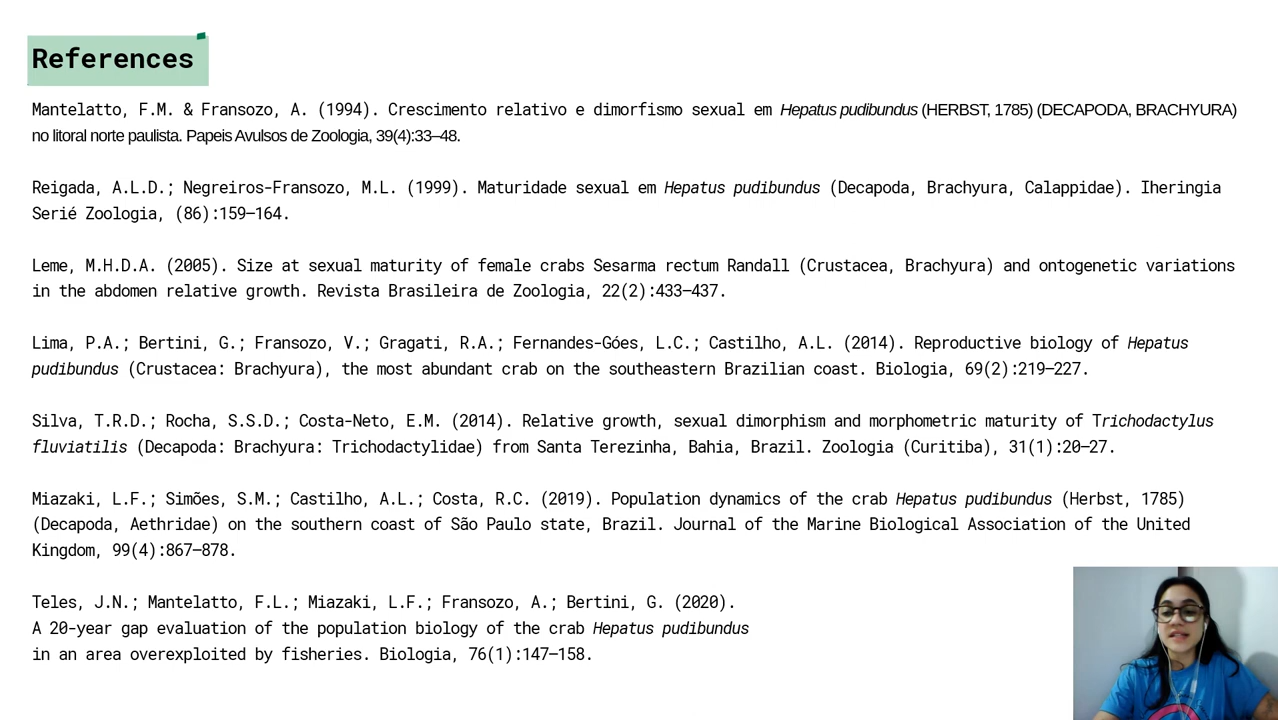 References
Mantelatto, F.M. & Fransozo, A. (1994). Crescimento relativo e dimorfismo sexual em Hepatus pudibundus (HERBST, 1785) (DECAPODA, BRACHYURA)
no litoral norte paulista. Papeis Avulsos de Zoologia, 39(4):33–48.
Reigada, A.L.D.; Negreiros-Fransozo, M.L. (1999). Maturidade sexual em Hepatus pudibundus (Decapoda, Brachyura, Calappidae). Iheringia
Serié Zoologia, (86):159–164.
Leme, M.H.D.A. (2005). Size at sexual maturity of female crabs Sesarma rectum Randall (Crustacea, Brachyura) and ontogenetic variations
in the abdomen relative growth. Revista Brasileira de Zoologia, 22(2):433–437.
Lima, P.A.; Bertini, G.; Fransozo, V.; Gragati, R.A.; Fernandes-Góes, L.C.; Castilho, A.L. (2014). Reproductive biology of Hepatus
pudibundus (Crustacea: Brachyura), the most abundant crab on the southeastern Brazilian coast. Biologia, 69(2):219–227.
Silva, T.R.D.; Rocha, S.S.D.; Costa-Neto, E.M. (2014). Relative growth, sexual dimorphism and morphometric maturity of Trichodactylus
fluviatilis (Decapoda: Brachyura: Trichodactylidae) from Santa Terezinha, Bahia, Brazil. Zoologia (Curitiba), 31(1):20–27.
Miazaki, L.F.; Simões, S.M.; Castilho, A.L.; Costa, R.C. (2019). Population dynamics of the crab Hepatus pudibundus (Herbst, 1785)
(Decapoda, Aethridae) on the southern coast of São Paulo state, Brazil. Journal of the Marine Biological Association of the United
Kingdom, 99(4):867–878.
Teles, J.N.; Mantelatto, F.L.; Miazaki, L.F.; Fransozo, A.; Bertini, G. (2020).
A 20-year gap evaluation of the population biology of the crab Hepatus pudibundus
in an area overexploited by fisheries. Biologia, 76(1):147–158.